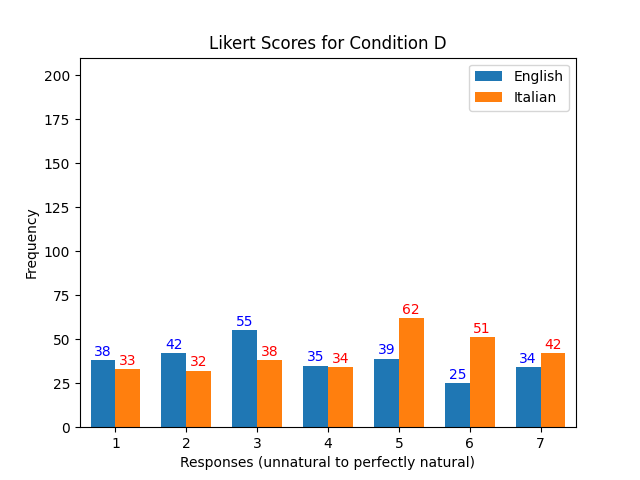 Likert Scores for Condition D
English
Italian
Frequency
200
175
150
125
100
75
50
25
0
38 33 42 32 55 38 35 34 39 62 25 51 34 42
1 2 3 4 5 6 7
Responses (unnatural to perfectly natural)